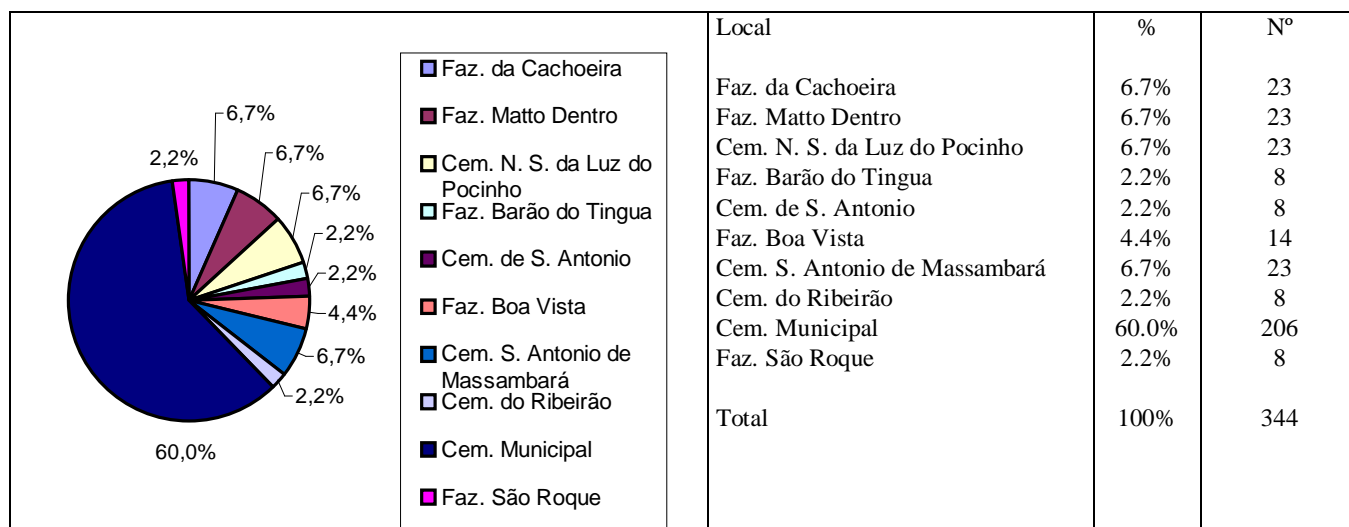 6,7%
6,7%
6,7%
2,2%
2,2%
4,4%
6,7%
2,2%
60,0%
2,2%
Faz. da Cachoeira
Faz. Matto Dentro
Cem. N. S. da Luz do
Pocinho
Faz. Barão do Tingua
Cem. de S. Antonio
Faz. Boa Vista
Cem. S. Antonio de
Massambará
Cem. do Ribeirão
Cem. Municipal
Faz. São Roque
Local % Nº
Faz. da Cachoeira 6.7% 23
Faz. Matto Dentro 6.7% 23
Cem. N. S. da Luz do Pocinho 6.7% 23
Faz. Barão do Tingua 2.2% 8
Cem. de S. Antonio 2.2% 8
Faz. Boa Vista 4.4% 14
Cem. S. Antonio de Massambará 6.7% 23
Cem. do Ribeirão 2.2% 8
Cem. Municipal 60.0% 206
Faz. São Roque 2.2% 8
Total 100% 344